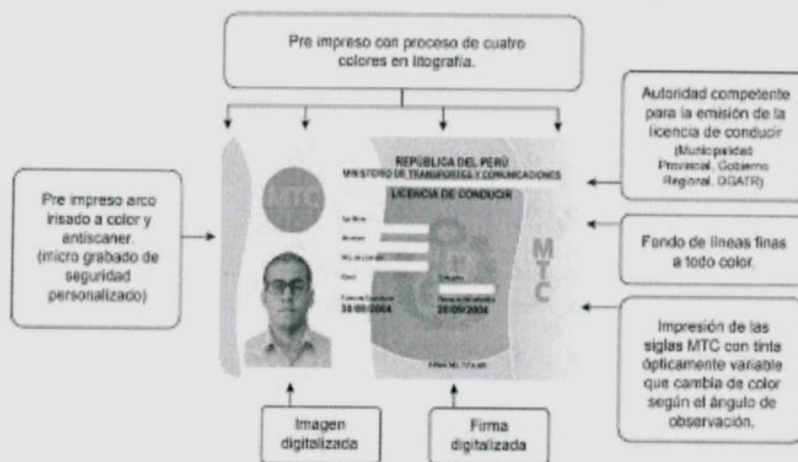 Pre impreso con proceso de cuatro
colores en litografía.
Autoridad competente
para la emisión de la
licencia de conducir
(Municipalidad
Provincial, Gobierno
Regional, DGATR)
Pre impreso arco
irisado a color y
antiscaner.
(micro grabado de
seguridad
personalizado)
REPÚBLICA DEL PERÚ
MINISTERIO DE TRANSPORTES Y COMUNICACIONES
LICENCIA DE CONDUCIR
MTC
MTC
30/09/2004
Fondo de líneas finas
a todo color.
Impresión de las
siglas MTC con tinta
ópticamente variable
que cambia de color
según el ángulo de
observación.
Imagen
digitalizada
Firma
digitalizada